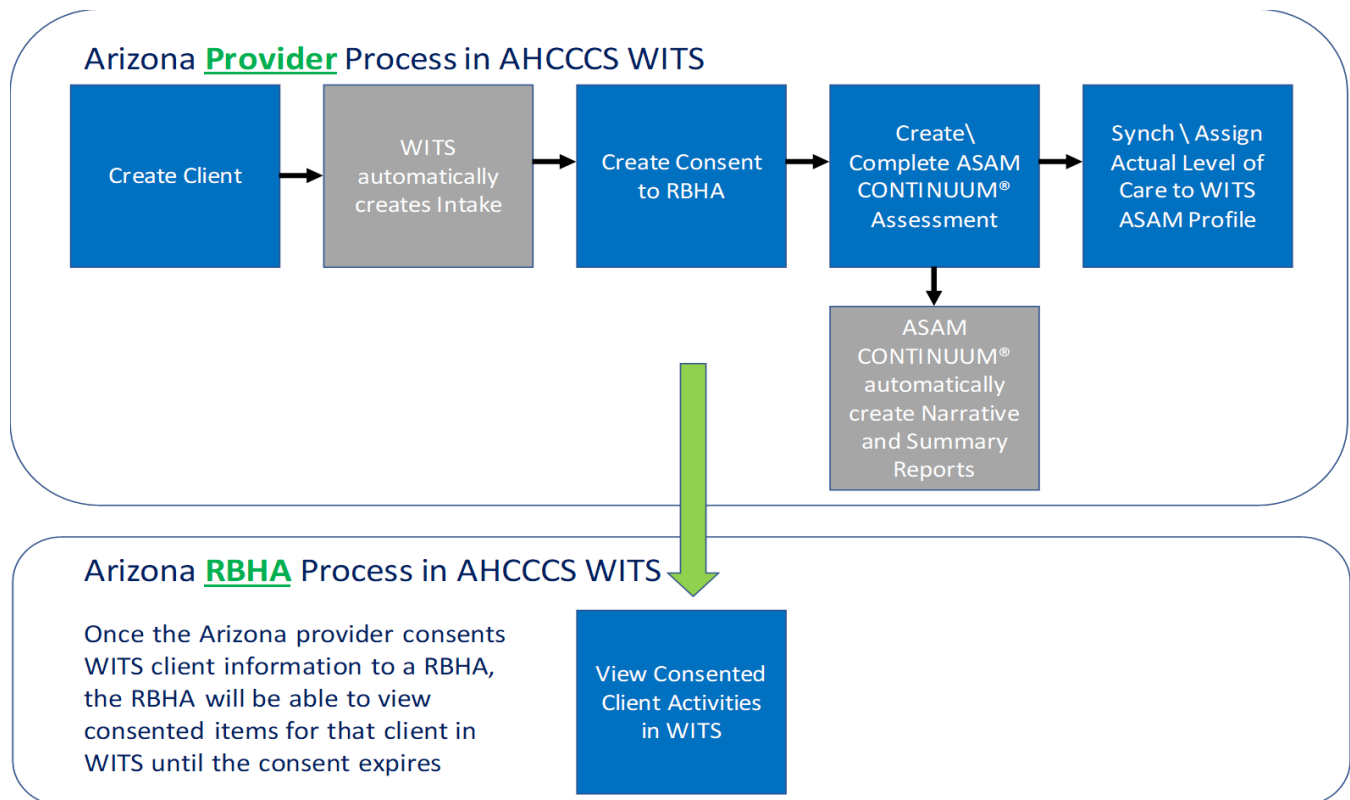 Arizona Provider Process in AHCCCS WITS
Create Client
WITS
automatically
creates Intake
Create Consent
to RBHA
Create\
Complete ASAM
CONTINUUM®
Assessment
Synch \ Assign
Actual Level of
Care to WITS
ASAM Profile
ASAM
CONTINUUM®
automatically
create Narrative
and Summary
Reports
Arizona RBHA Process in AHCCCS WITS
Once the Arizona provider consents
WITS client information to a RBHA,
the RBHA will be able to view
consented items for that client in
WITS until the consent expires
View Consented
Client Activities
in WITS